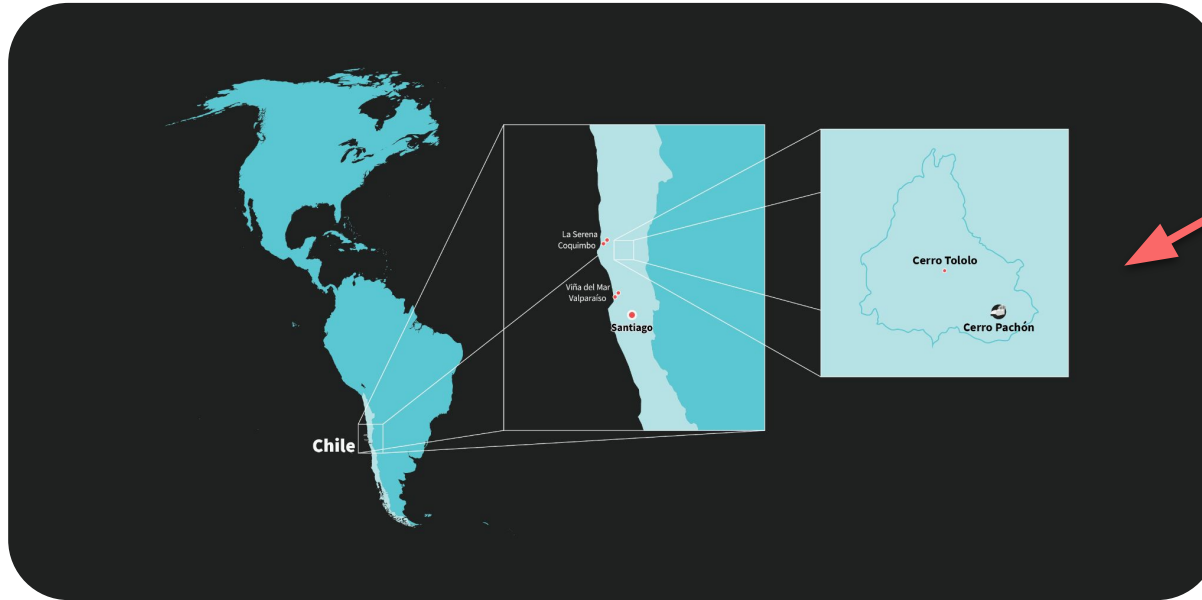 Chile
La Serena
Coquimbo
Viña del Mar
Valparaíso
Santiago
Cerro Tololo
Cerro Pachón